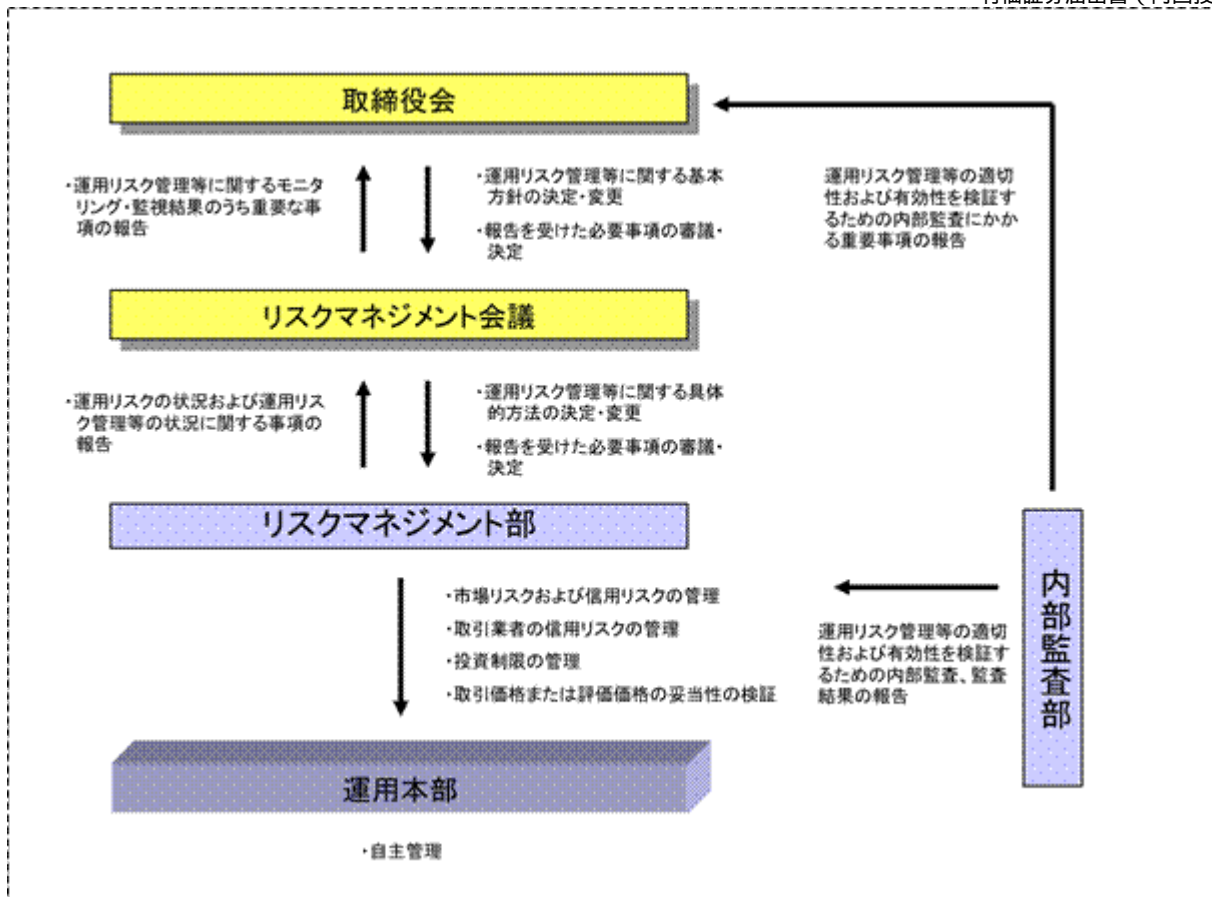 取締役会
・運用リスク管理等に関するモニタ
リング・監視結果のうち重要な事
項の報告
・運用リスク管理等に関する基本
方針の決定・変更
・報告を受けた必要事項の審議・
決定
運用リスク管理等の適切
性および有効性を検証す
るための内部監査にかか
る重要事項の報告
リスクマネジメント会議
・運用リスクの状況および運用リス
ク管理等の状況に関する事項の
報告
・運用リスク管理等に関する具体
的方法の決定・変更
・報告を受けた必要事項の審議・
決定
リスクマネジメント部
・市場リスクおよび信用リスクの管理
・取引業者の信用リスクの管理
・投資制限の管理
・取引価格または評価価格の妥当性の検証
運用リスク管理等の適切
性および有効性を検証す
るための内部監査、監査
結果の報告
内部監査部
運用本部
・自主管理